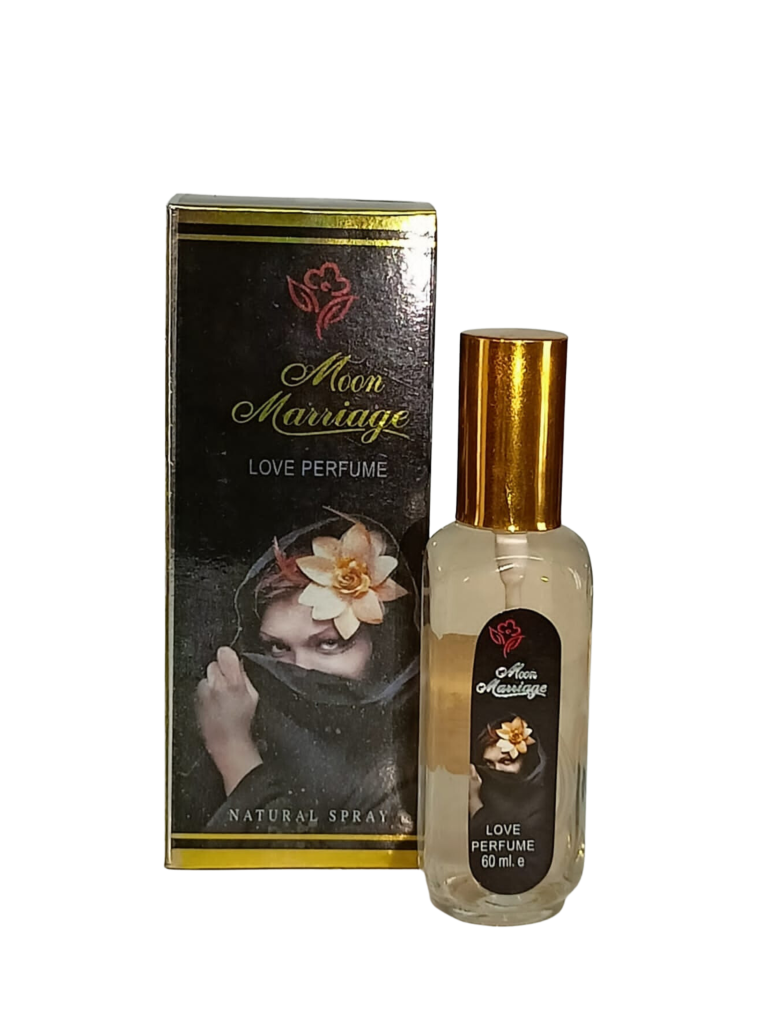 Moon
Marriage
LOVE PERFUME
NATURAL SPRAY
Moon
Marriage
LOVE
PERFUME
60 ml. e